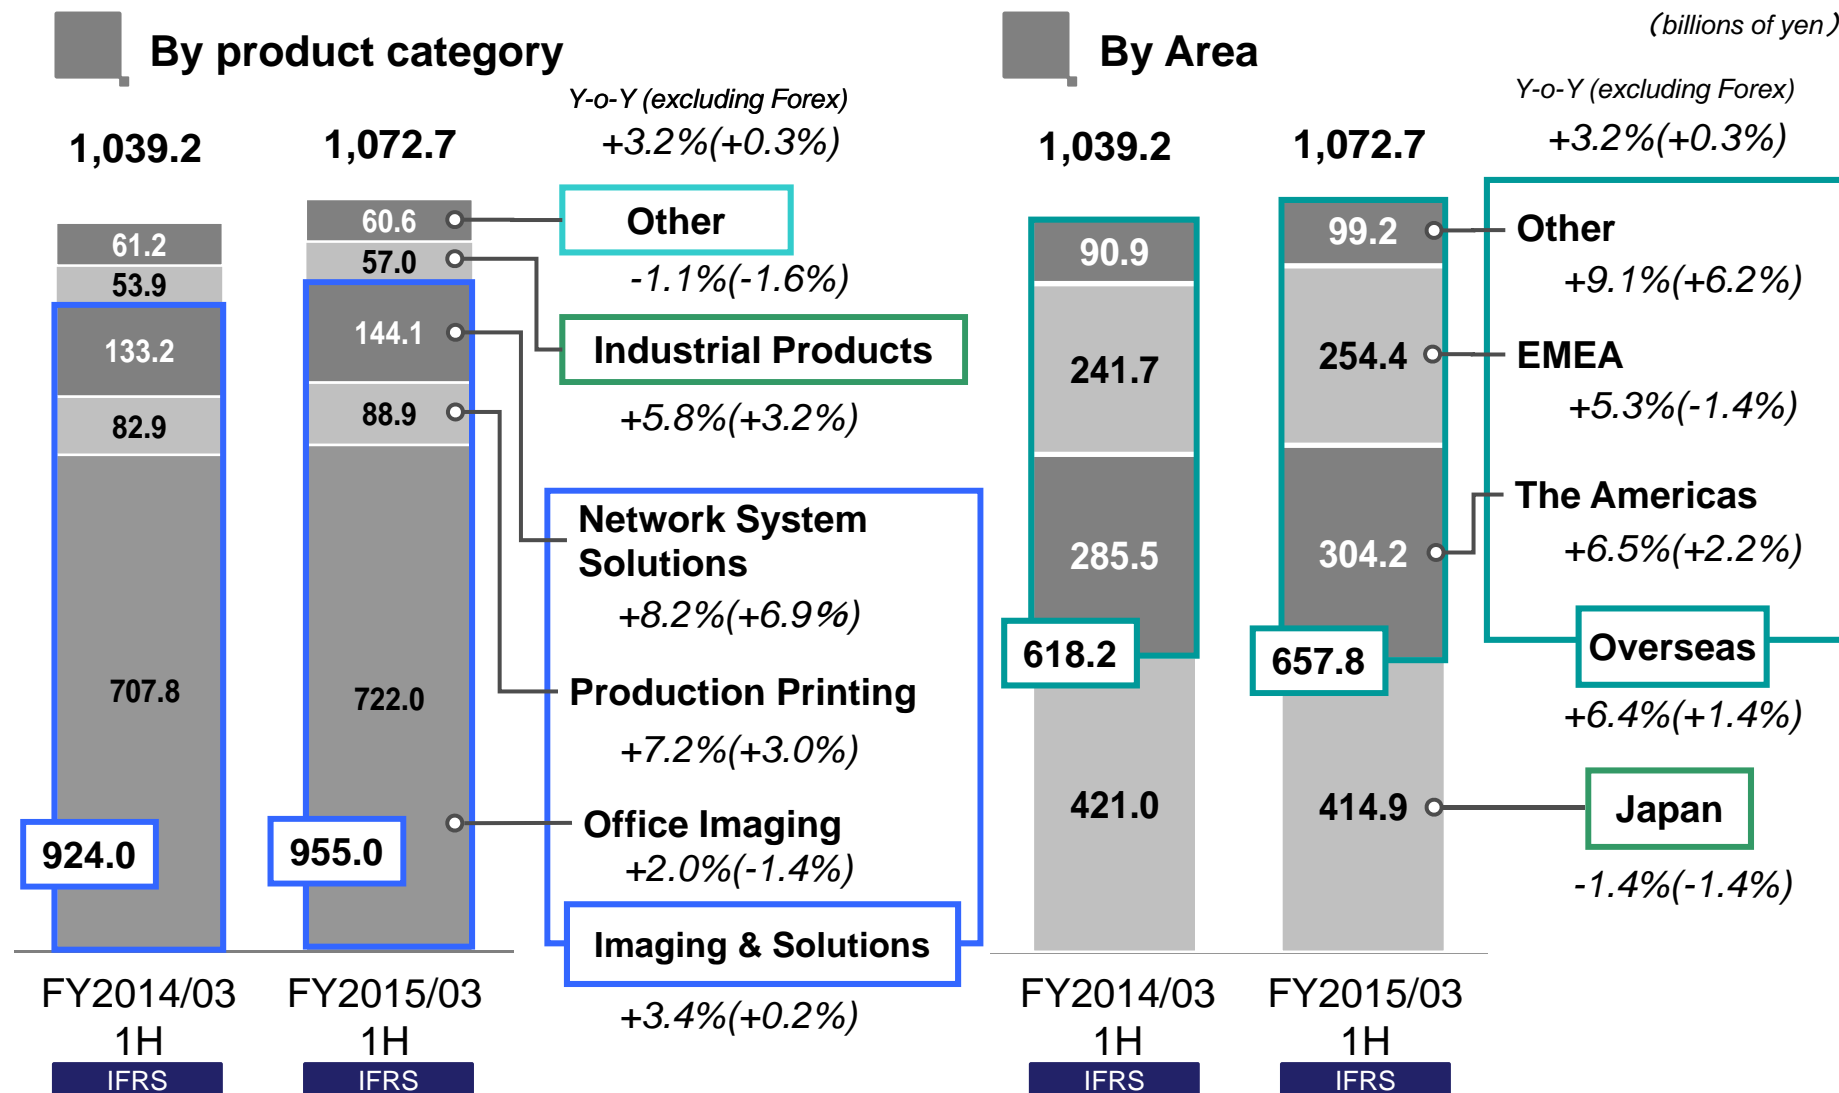 By product category
By Area
（billions of yen）
Y-o-Y (excluding Forex)
1,039.2
1,072.7
+3.2%(+0.3%)
61.2
53.9
133.2
82.9
707.8
924.0
60.6
57.0
144.1
88.9
722.0
955.0
Other
-1.1%(-1.6%)
Industrial Products
+5.8%(+3.2%)
Network System
Solutions
+8.2%(+6.9%)
Production Printing
+7.2%(+3.0%)
Office Imaging
+2.0%(-1.4%)
Imaging & Solutions
+3.4%(+0.2%)
FY2014/03
1H
IFRS
FY2015/03
1H
IFRS
Y-o-Y (excluding Forex)
1,039.2
1,072.7
+3.2%(+0.3%)
90.9
241.7
285.5
618.2
421.0
99.2
254.4
304.2
657.8
414.9
Other
+9.1%(+6.2%)
EMEA
+5.3%(-1.4%)
The Americas
+6.5%(+2.2%)
Overseas
+6.4%(+1.4%)
Japan
-1.4%(-1.4%)
FY2014/03
1H
IFRS
FY2015/03
1H
IFRS